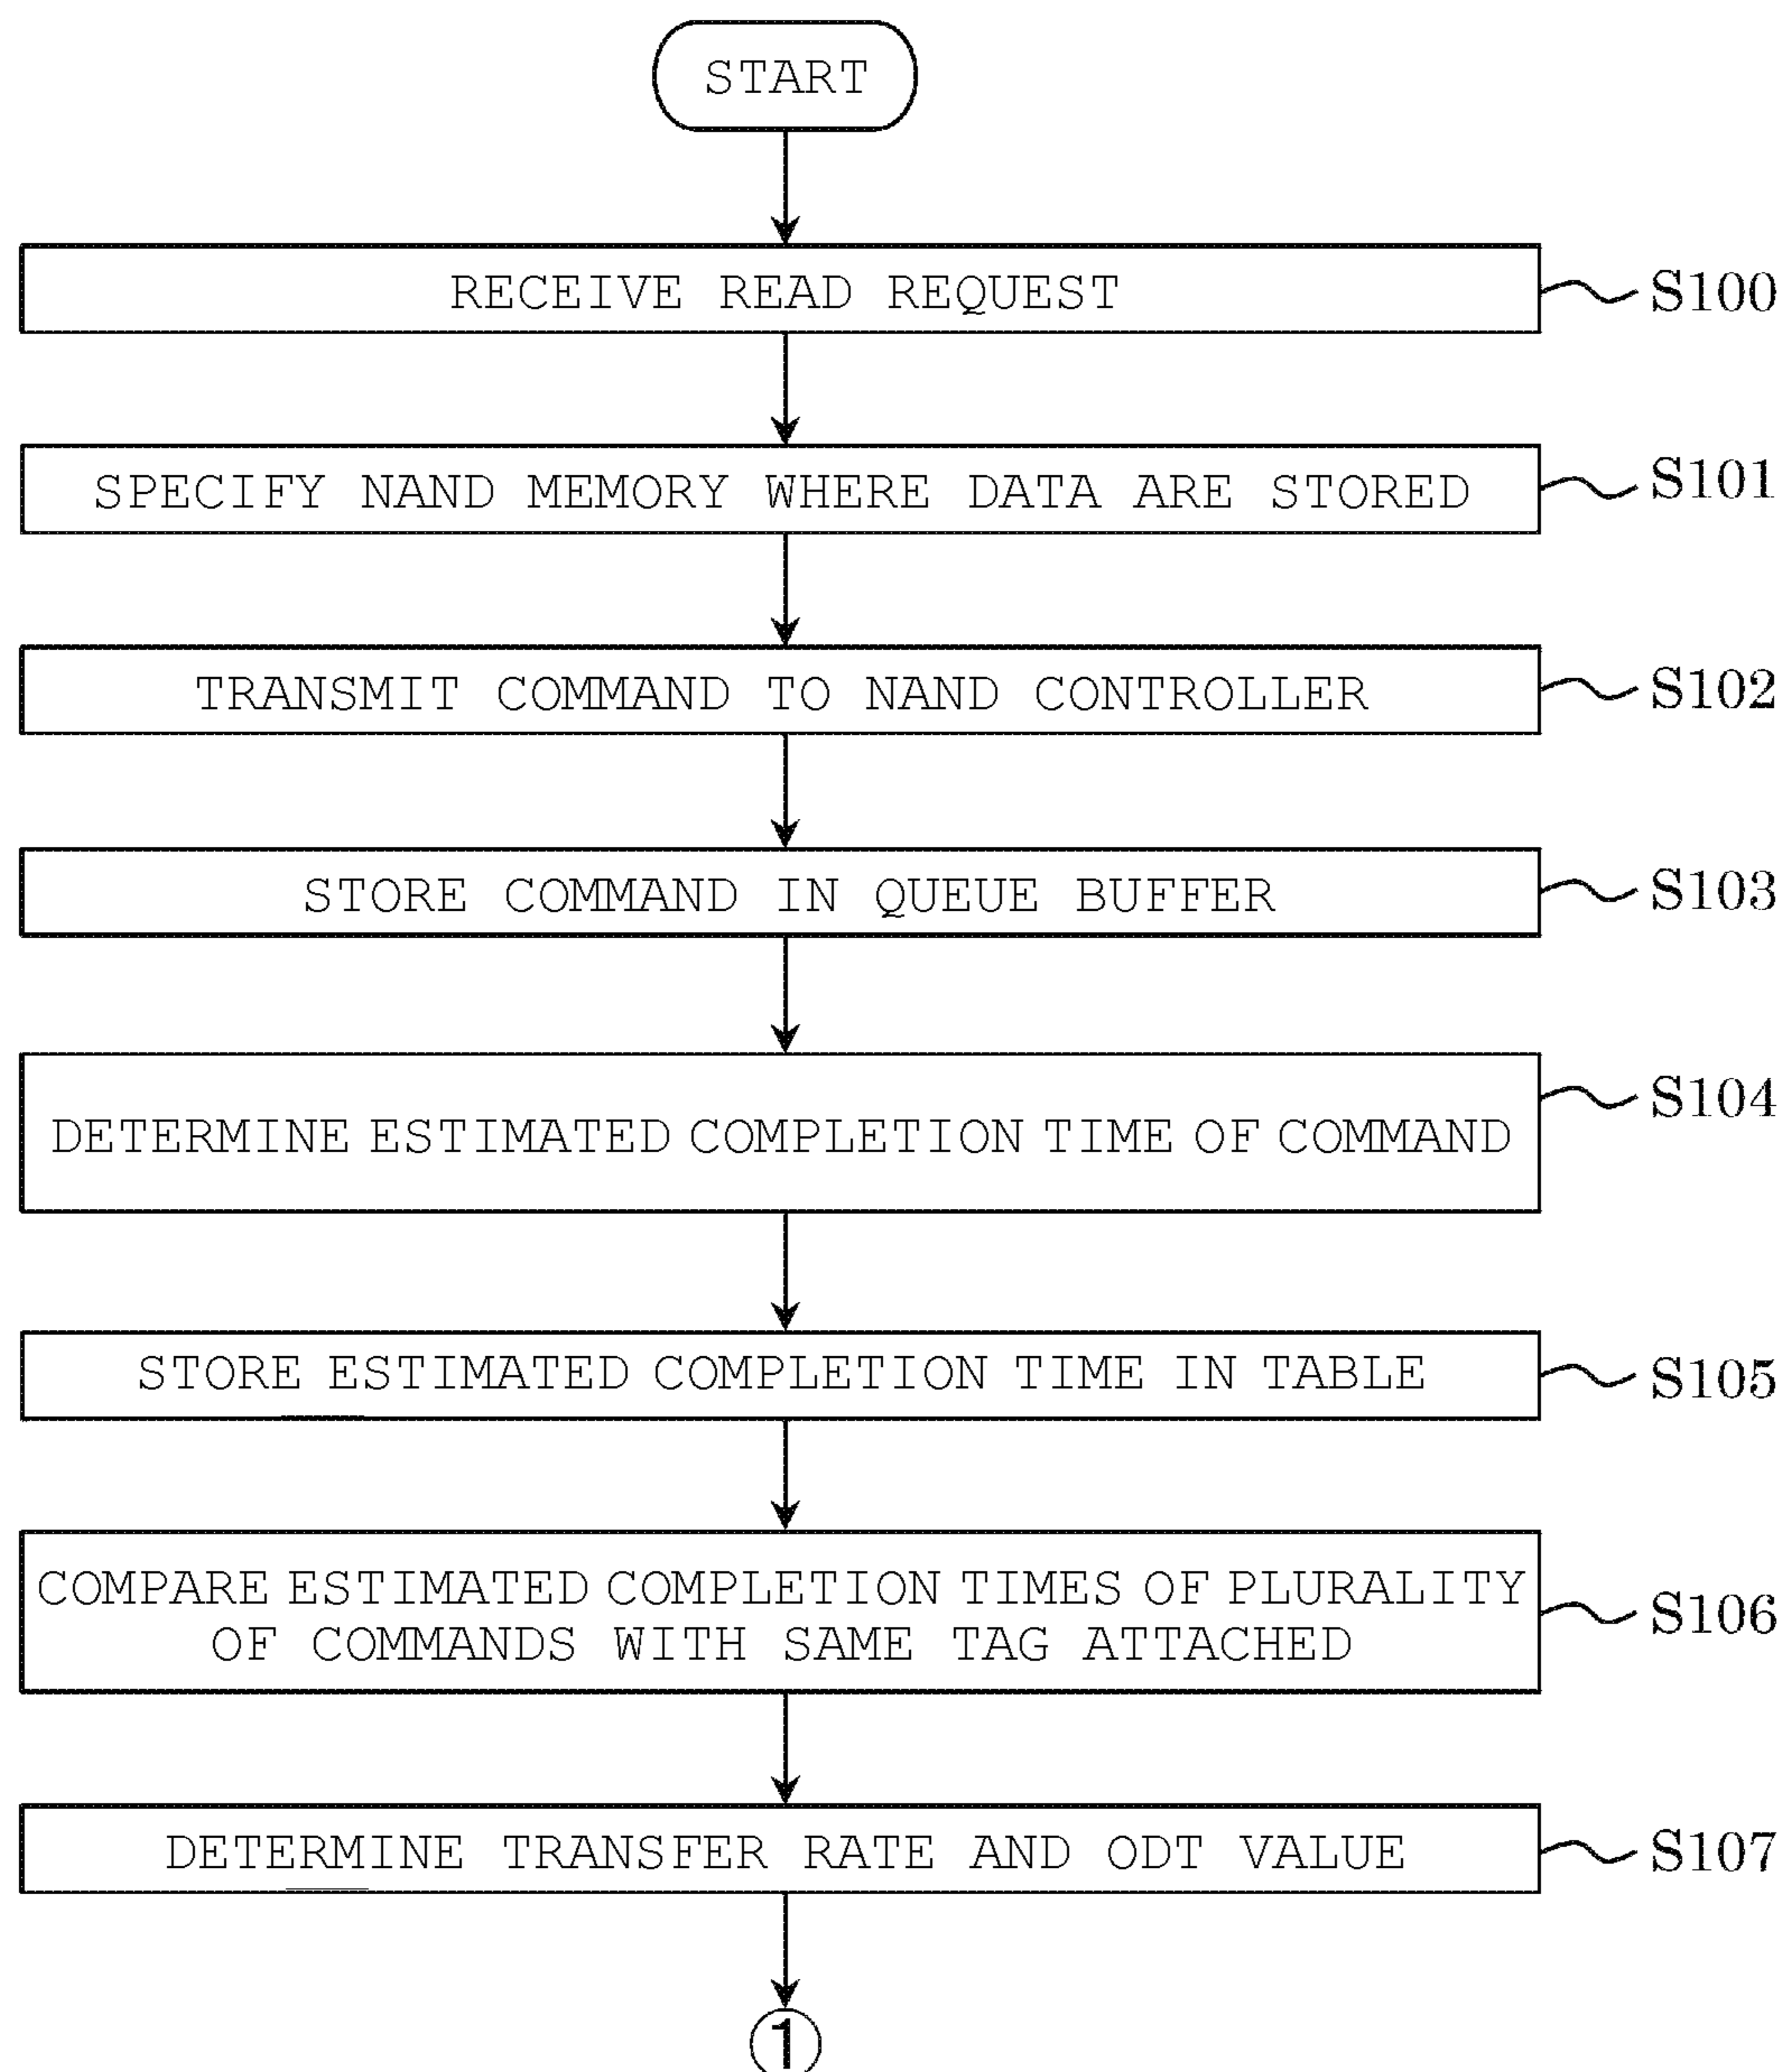 START
RECEIVE READ REQUEST
S100
SPECIFY NAND MEMORY WHERE DATA ARE STORED
S101
TRANSMIT COMMAND TO NAND CONTROLLER
S102
STORE COMMAND IN QUEUE BUFFER
S103
DETERMINE ESTIMATED COMPLETION TIME OF COMMAND
S104
STORE ESTIMATED COMPLETION TIME IN TABLE
S105
COMPARE ESTIMATED COMPLETION TIMES OF PLURALITY
OF COMMANDS WITH SAME TAG ATTACHED
S106
DETERMINE TRANSFER RATE AND ODT VALUE
S107
①